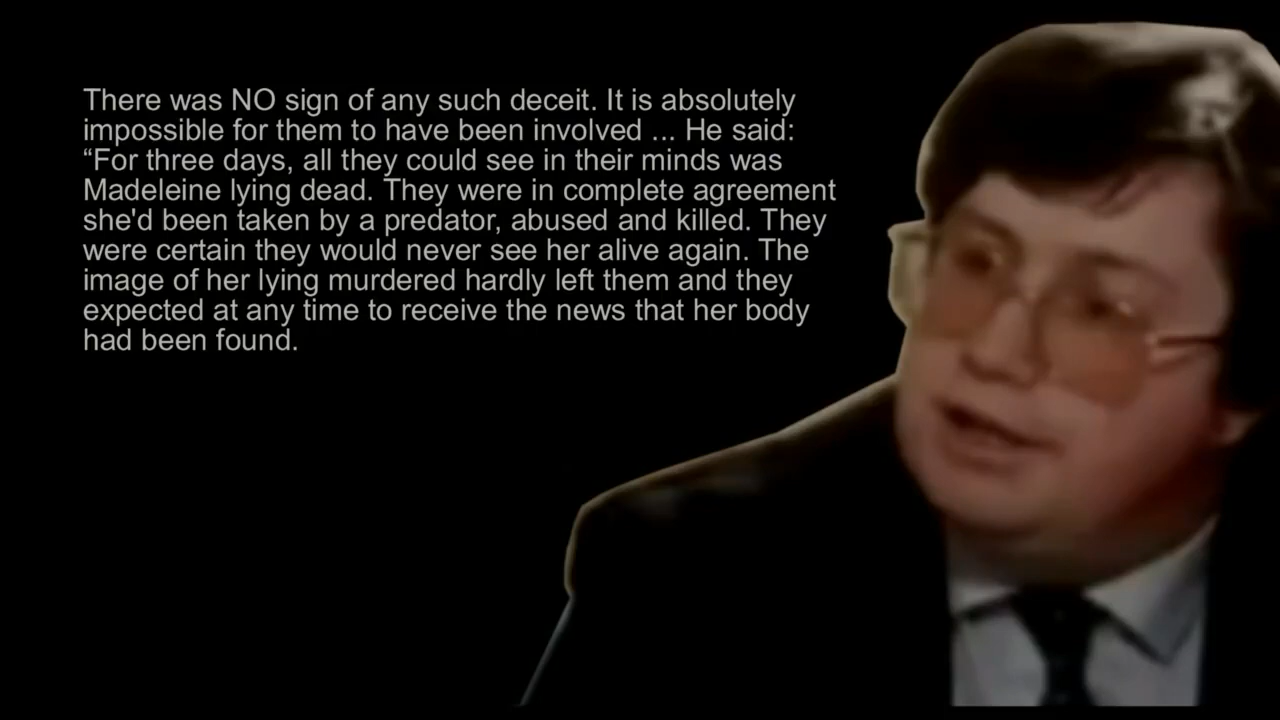 There was NO sign of any such deceit. It is absolutely
impossible for them to have been involved ... He said:
“For three days, all they could see in their minds was
Madeleine lying dead. They were in complete agreement
she'd been taken by a predator, abused and killed. They
were certain they would never see her alive again. The
image of her lying murdered hardly left them and they
expected at any time to receive the news that her body
had been found.